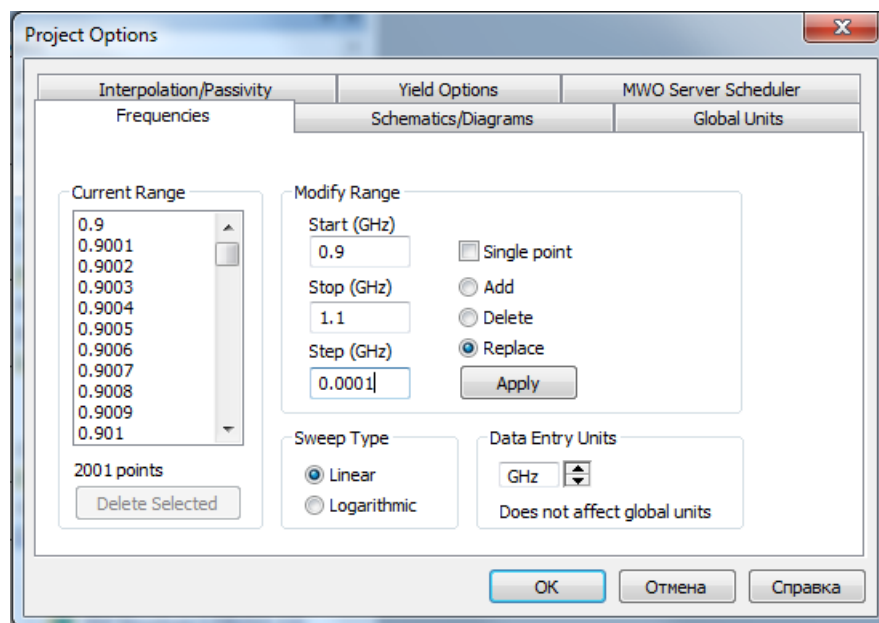 Project Options
Interpolation/Passivity
Yield Options
MWO Server Scheduler
Frequencies
Schematics/Diagrams
Global Units
Current Range
0.9
0.9001
0.9002
0.9003
0.9004
0.9005
0.9006
0.9007
0.9008
0.9009
0.901
2001 points
Delete Selected
Modify Range
Start (GHz)
0.9
Stop (GHz)
1.1
Step (GHz)
0.0001
Single point
Add
Delete
Replace
Apply
Sweep Type
Linear
Logarithmic
Data Entry Units
GHz
Does not affect global units
OK
Отмена
Справка